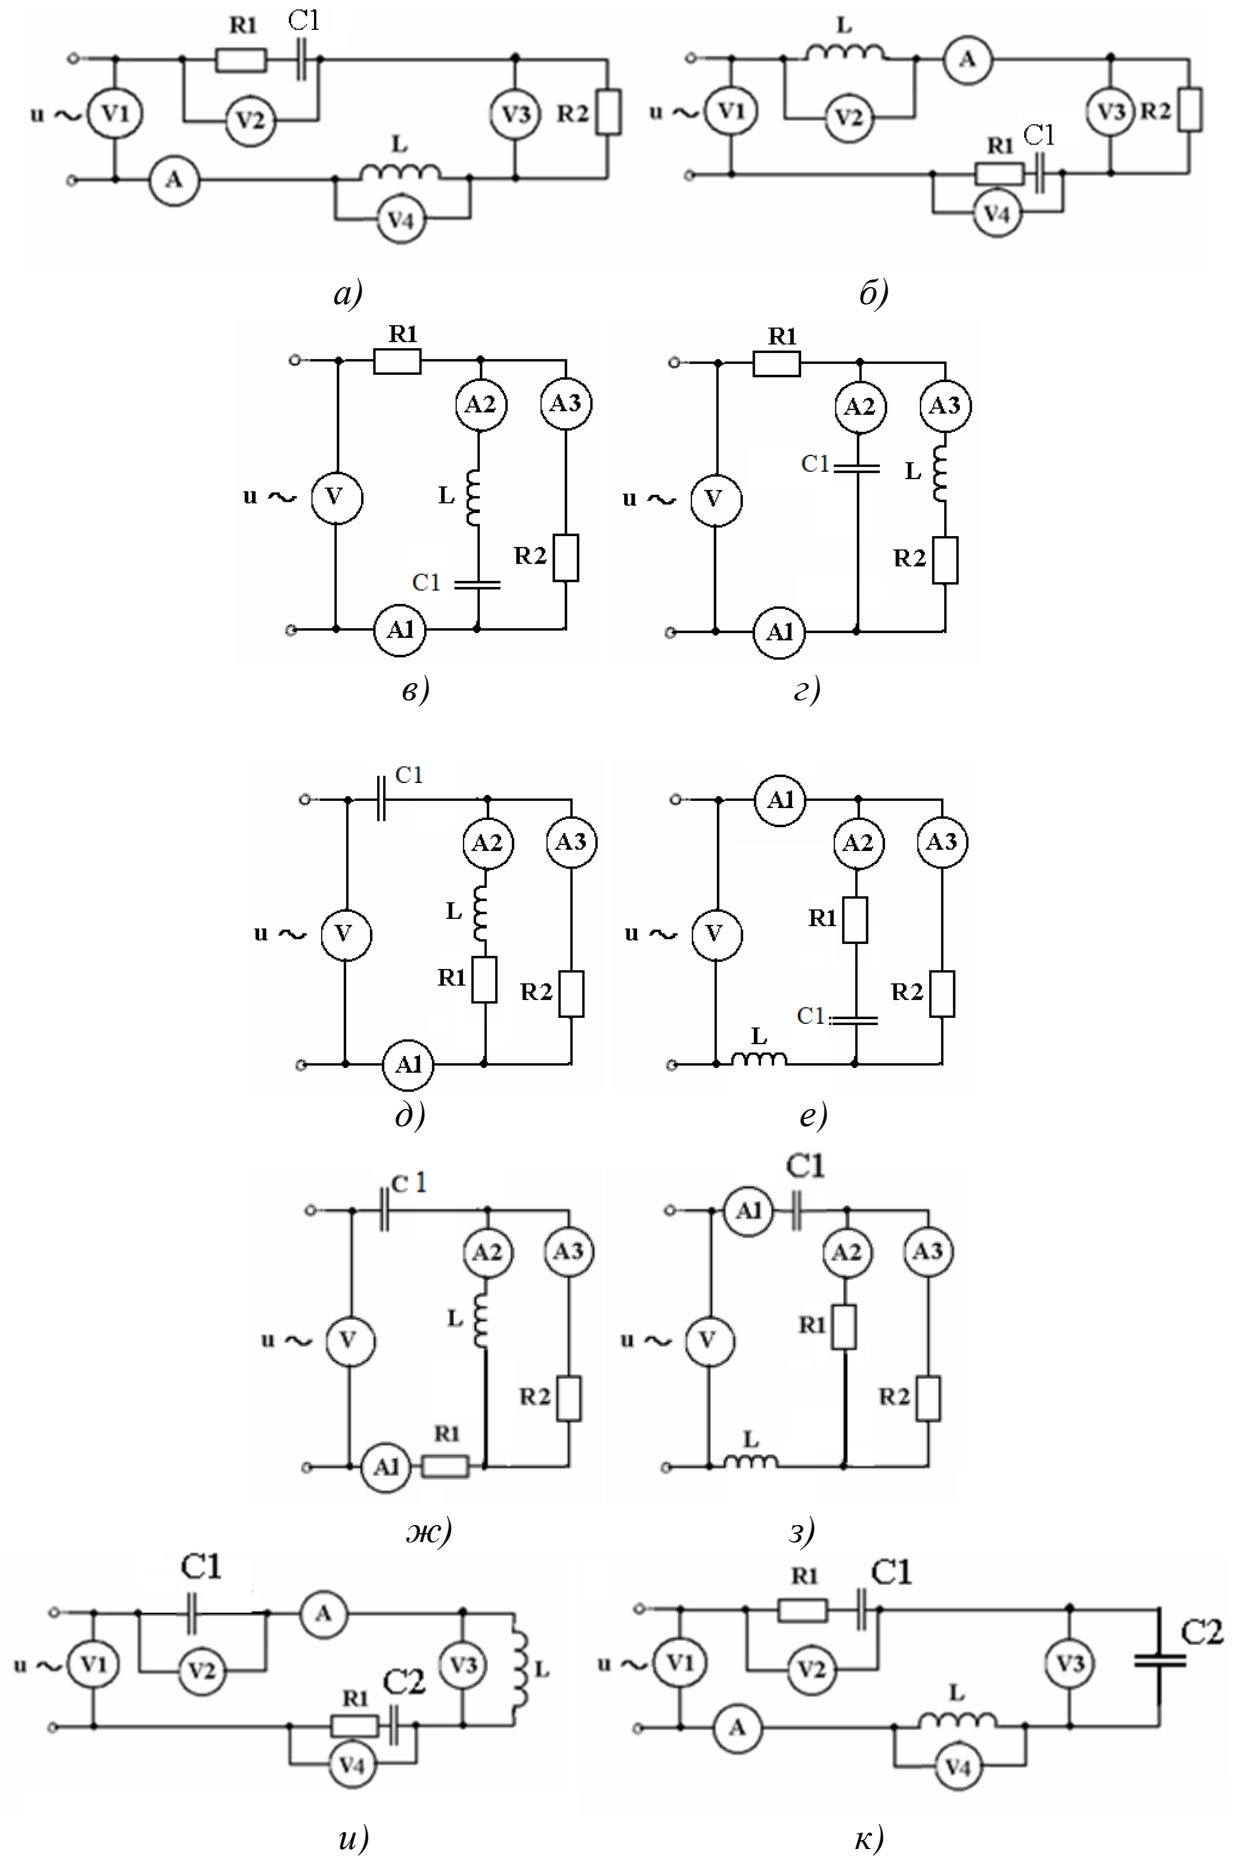 R1 C1 L
u ~ V1 V2 V3 R2 u ~ V1 V2 A V3 R2
A L V4 R1 C1 V4
а) б)
R1 R1
A2 A3 A2 A3
u ~ V L C1 R2 u ~ V C1 L R2
A1 A1
в) г)
C1 A1
A2 A3 A2 A3
u ~ V L R1 R2 u ~ V R1 C1 R2
A1 L
д) е)
C 1 A1 C1
A2 A3 A2 A3
u ~ V L R2 u ~ V R1 R2
A1 R1 L
ж) з)
C1 R1 C1
A C2
u ~ V1 V2 V3 L u ~ V1 V2 V3
R1 C2 V4 A L V4
и) к)